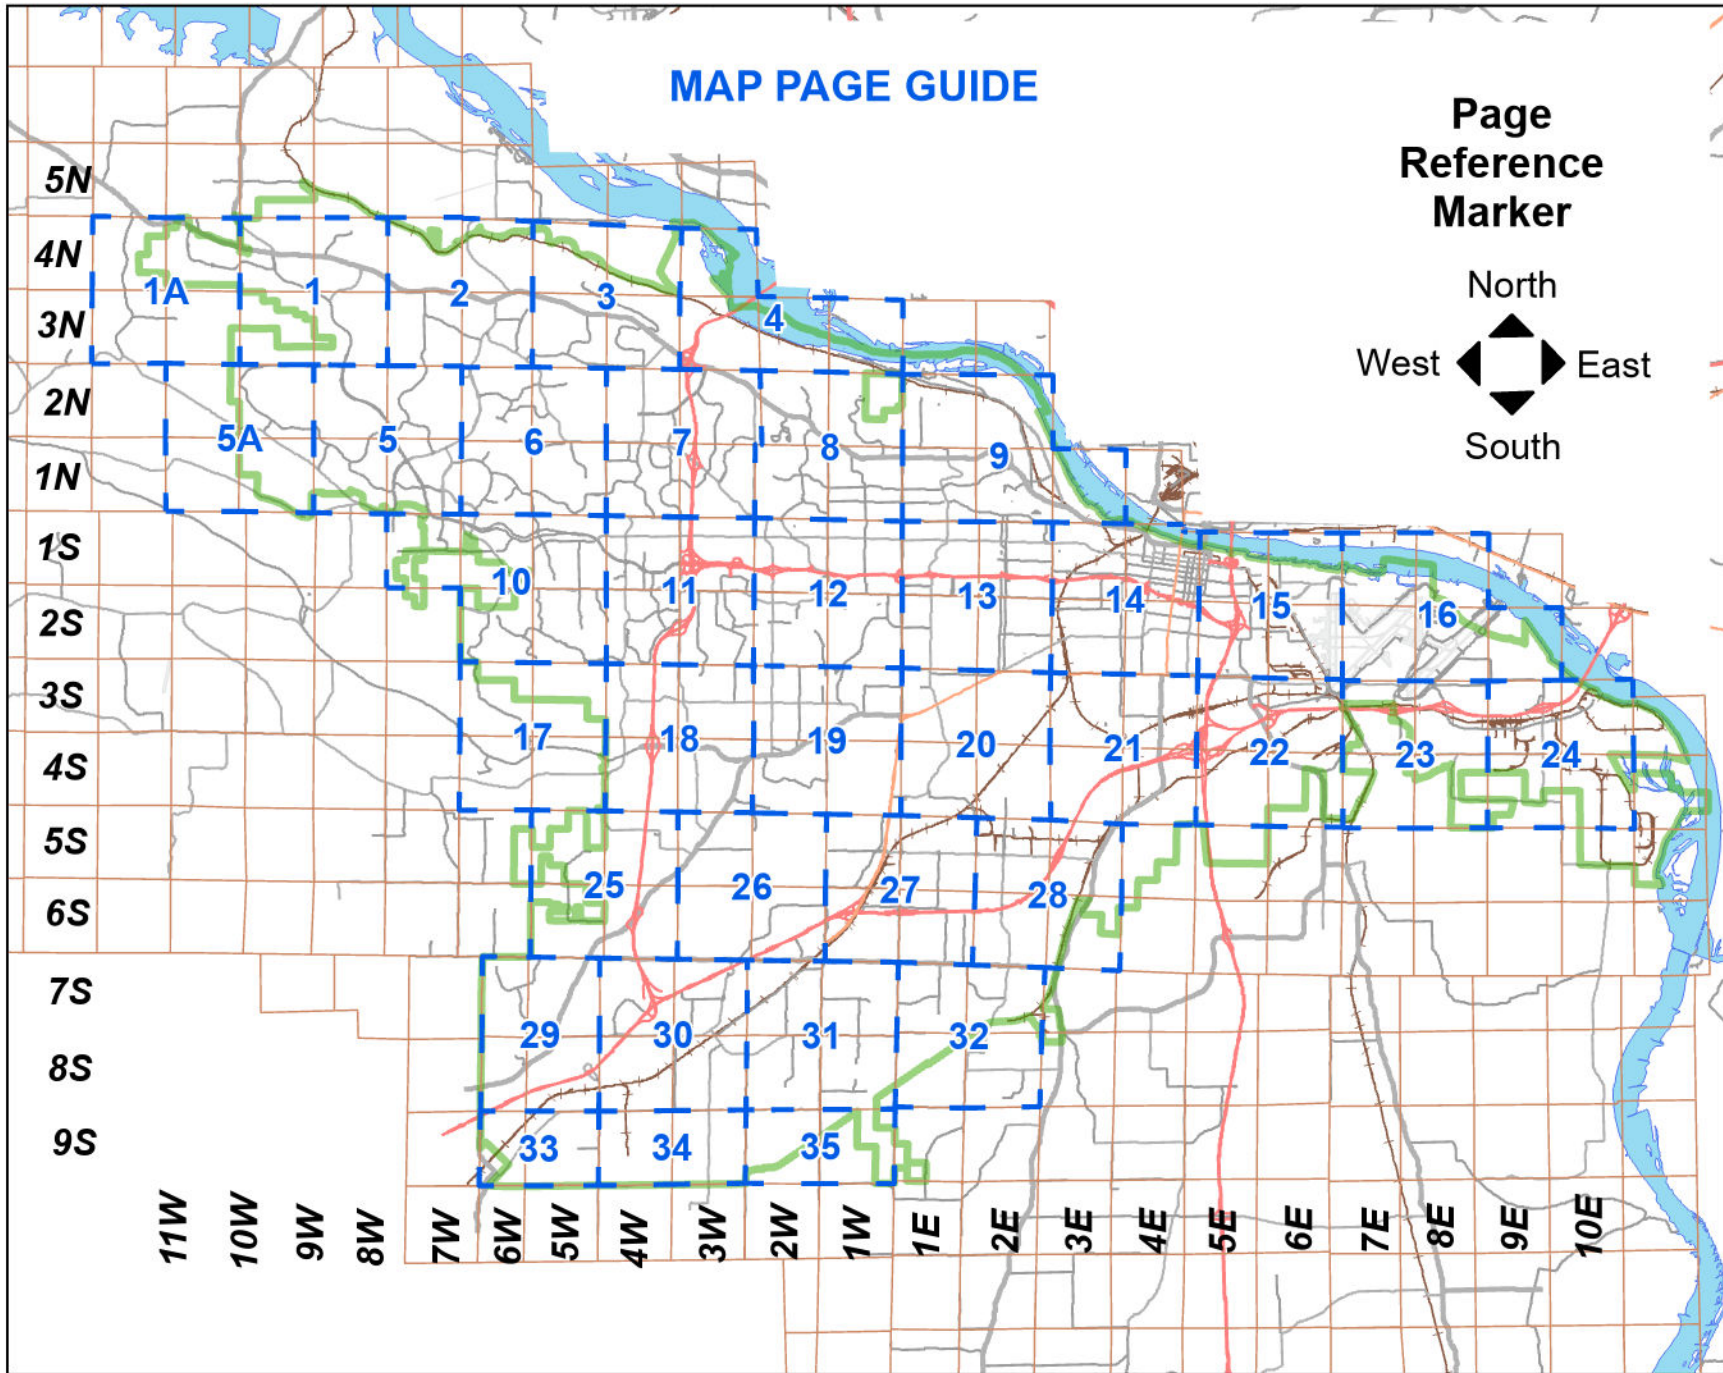 MAP PAGE GUIDE
Page
Reference
Marker
North
West East
South
5N
4N
3N
2N
1N
1S
2S
3S
4S
5S
6S
7S
8S
9S
1A 1 2 3 4
5A 5 6 7 8 9
10 11 12 13 14 15 16
17 18 19 20 21 22 23 24
25 26 27 28
29 30 31 32
33 34 35
11W 10W 9W 8W 7W 6W 5W 4W 3W 2W 1W 1E 2E 3E 4E 5E 6E 7E 8E 9E 10E